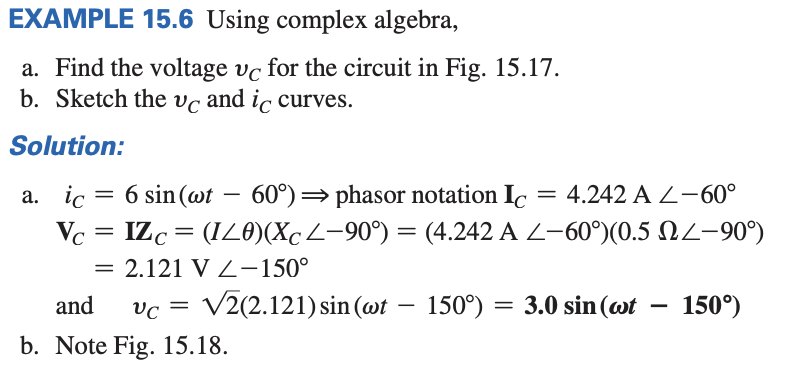 EXAMPLE 15.6 Using complex algebra,
a. Find the voltage v_C for the circuit in Fig. 15.17.
b. Sketch the v_C and i_C curves.
Solution:
a. i_C = 6 sin(ωt − 60°) ⇒ phasor notation I_C = 4.242 A ∠−60°
V_C = IZ_C = (I∠θ)(X_C∠−90°) = (4.242 A ∠−60°)(0.5 Ω∠−90°)
= 2.121 V ∠−150°
and v_C = √2(2.121) sin(ωt − 150°) = 3.0 sin(ωt − 150°)
b. Note Fig. 15.18.